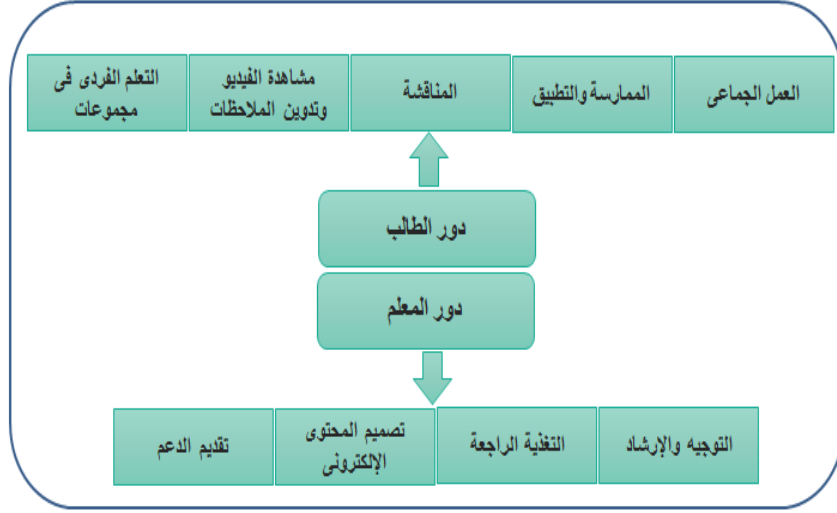 العمل الجماعى
الممارسة والتطبيق
المناقشة
مشاهدة الفيديو
وتدوين الملاحظات
التعلم الفردى فى
مجموعات
دور الطالب
دور المعلم
التوجيه والإرشاد
التغذية الراجعة
تصميم المحتوى
الإلكترونى
تقديم الدعم